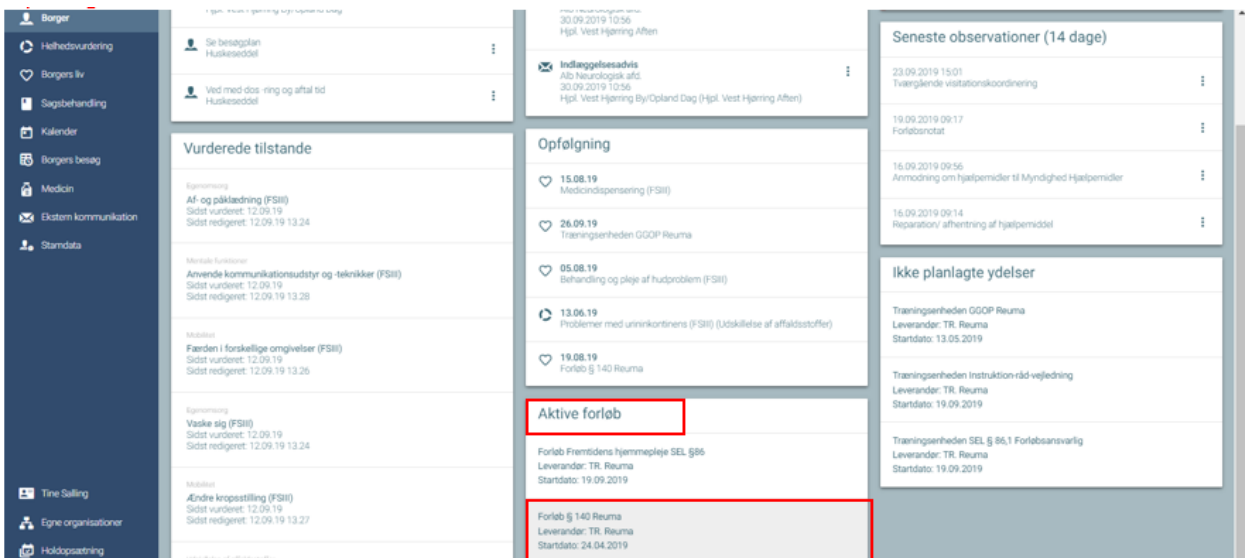 Borger
Helhedsvurdering
Borgers liv
Sagsbehandling
Kalender
Borgers besøg
Medicin
Ekstern kommunikation
Stamdata
Tine Salling
Egne organisationer
Holdopsætning
Hjpl. Vest Hjørring By/Opland Dag
Se besøgplan
Huskeseddel
Ved med dos -ring og aftal tid
Huskeseddel
Vurderede tilstande
Egenomsorg
Af- og påklædning (FSIII)
Sidst vurderet: 12.09.19
Sidst redigeret: 12.09.19 13.24
Mentale funktioner
Anvende kommunikationsudstyr og -teknikker (FSIII)
Sidst vurderet: 12.09.19
Sidst redigeret: 12.09.19 13.28
Mobilitet
Færden i forskellige omgivelser (FSIII)
Sidst vurderet: 12.09.19
Sidst redigeret: 12.09.19 13.26
Egenomsorg
Vaske sig (FSIII)
Sidst vurderet: 12.09.19
Sidst redigeret: 12.09.19 13.24
Mobilitet
Ændre kropsstilling (FSIII)
Sidst vurderet: 12.09.19
Sidst redigeret: 12.09.19 13.27
Alb Neurologisk afd.
30.09.2019 10:56
Hjpl. Vest Hjørring Aften
Indlæggelsesadvis
Alb Neurologisk afd.
30.09.2019 10:56
Hjpl. Vest Hjørring By/Opland Dag (Hjpl. Vest Hjørring Aften)
Opfølgning
15.08.19
Medicindispensering (FSIII)
26.09.19
Træningsenheden GGOP Reuma
05.08.19
Behandling og pleje af hudproblem (FSIII)
13.06.19
Problemer med urininkontinens (FSIII) (Udskillelse af affaldsstoffer)
19.08.19
Forløb § 140 Reuma
Aktive forløb
Forløb Fremtidens hjemmepleje SEL §86
Leverandør: TR. Reuma
Startdato: 19.09.2019
Forløb § 140 Reuma
Leverandør: TR. Reuma
Startdato: 24.04.2019
Seneste observationer (14 dage)
23.09.2019 15:01
Tværgående visitationskoordinering
19.09.2019 09:17
Forløbsnotat
16.09.2019 09:56
Anmodning om hjælpemidler til Myndighed Hjælpemidler
16.09.2019 09:14
Reparation/ afhentning af hjælpemiddel
Ikke planlagte ydelser
Træningsenheden GGOP Reuma
Leverandør: TR. Reuma
Startdato: 13.05.2019
Træningsenheden Instruktion-råd-vejledning
Leverandør: TR. Reuma
Startdato: 19.09.2019
Træningsenheden SEL § 86,1 Forløbsansvarlig
Leverandør: TR. Reuma
Startdato: 19.09.2019